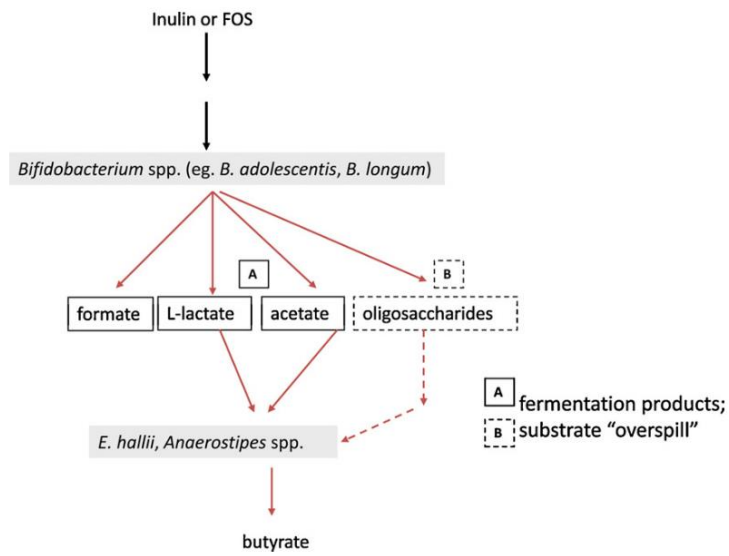 Inulin or FOS
Bifidobacterium spp. (eg. B. adolescentis, B. longum)
A
B
formate
L-lactate
acetate
oligosaccharides
A fermentation products;
B substrate “overspill”
E. hallii, Anaerostipes spp.
butyrate